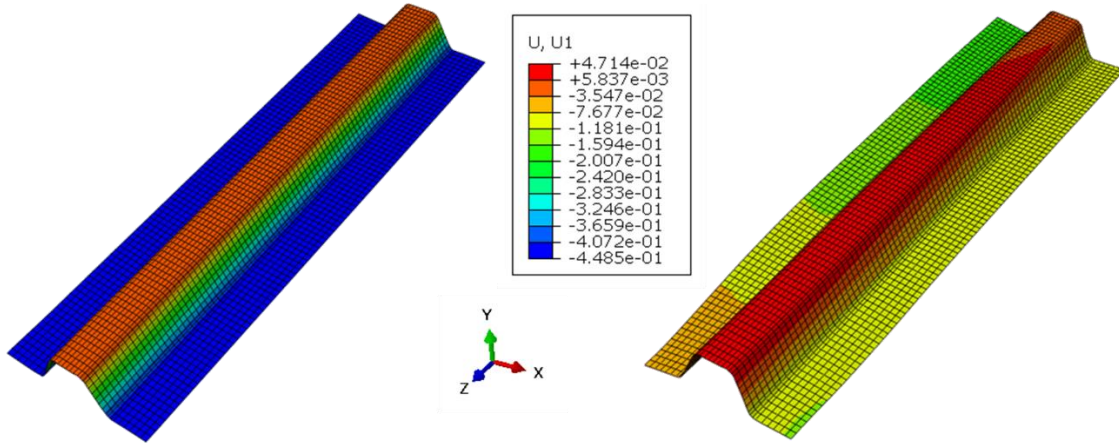 U, U1
+4.714e-02
+5.837e-03
-3.547e-02
-7.677e-02
-1.181e-01
-1.594e-01
-2.007e-01
-2.420e-01
-2.833e-01
-3.246e-01
-3.659e-01
-4.072e-01
-4.485e-01
Y
Z
X